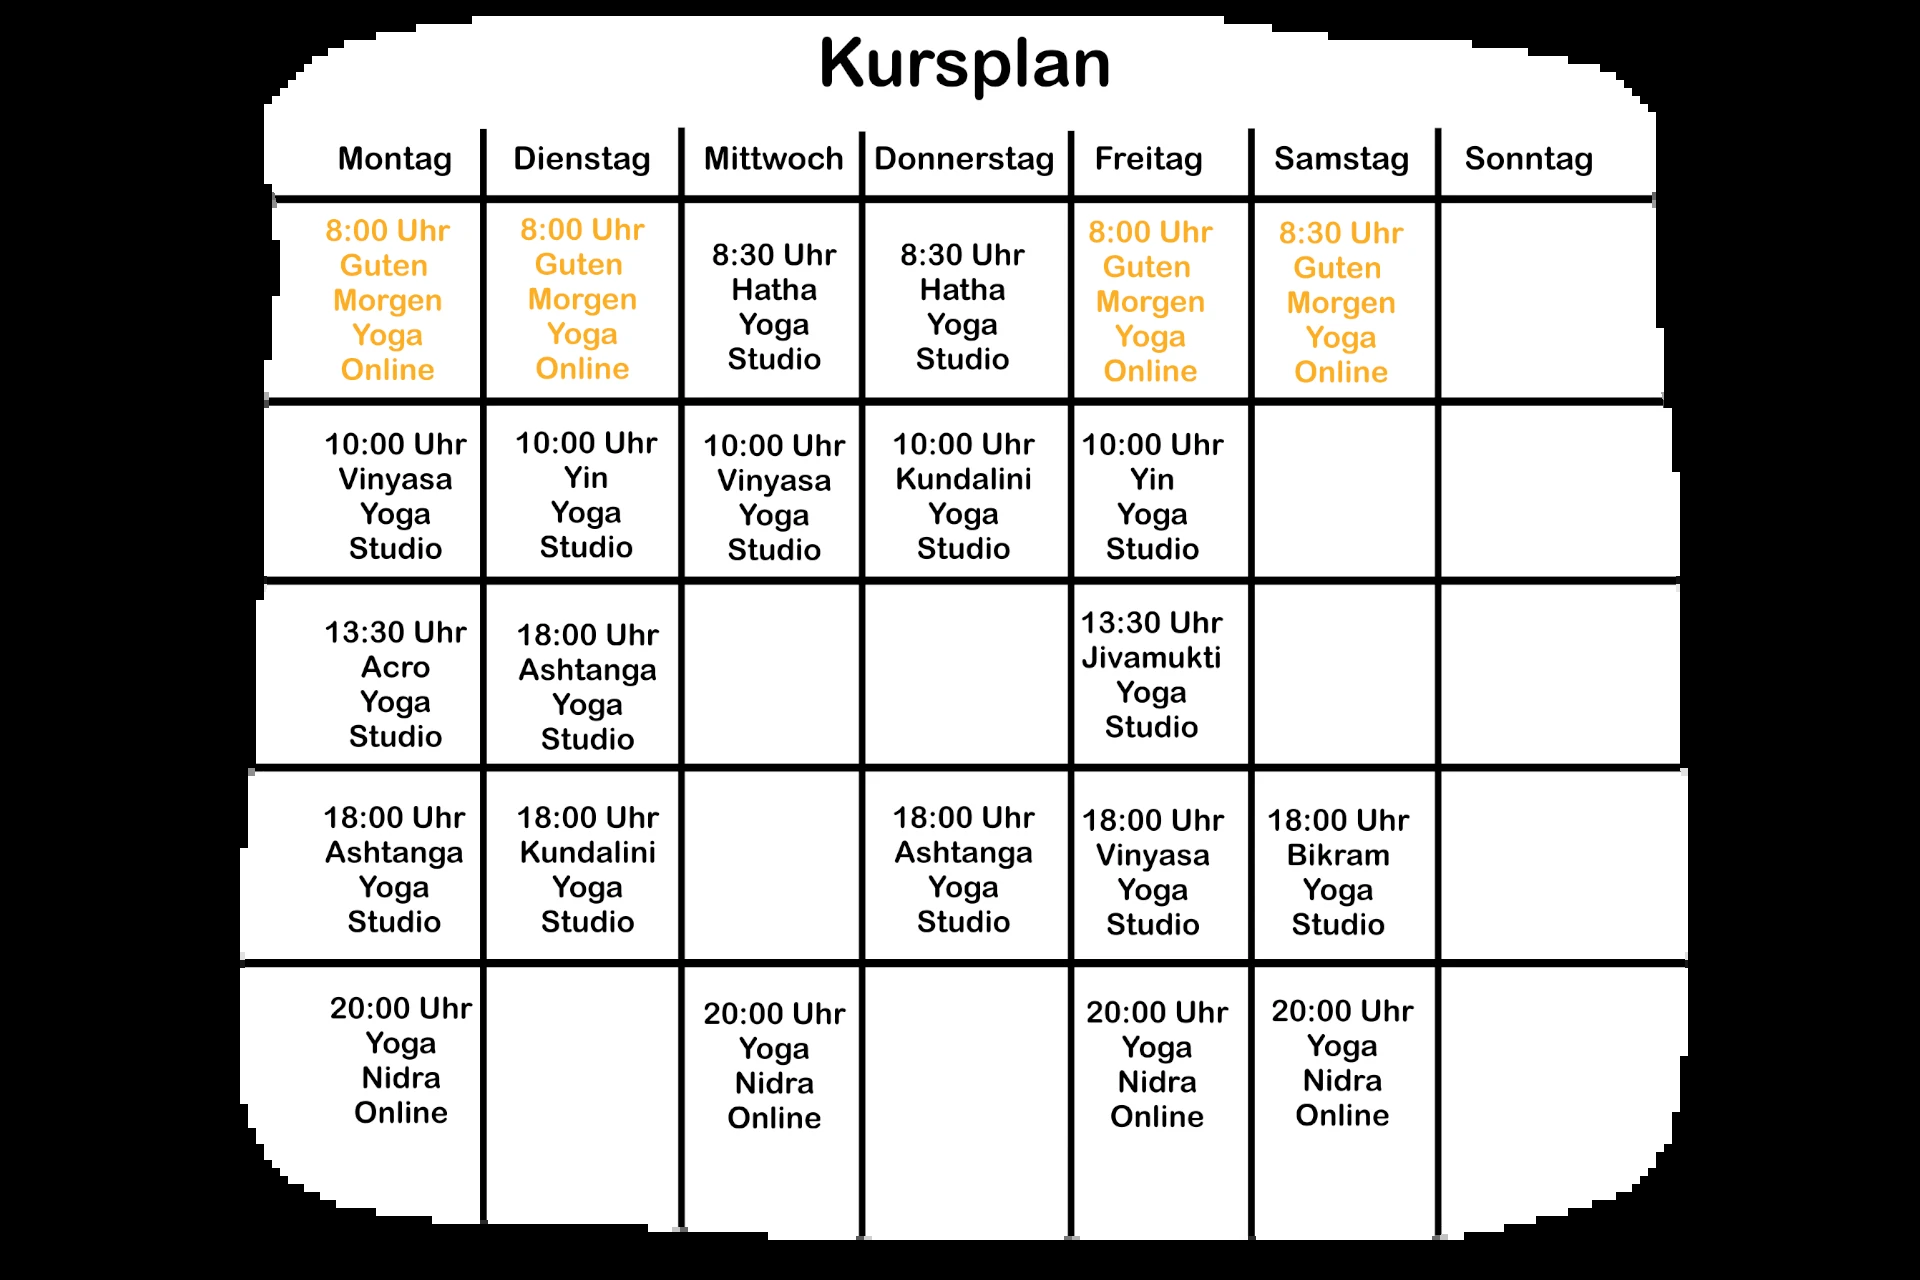 Kursplan
Montag Dienstag Mittwoch Donnerstag Freitag Samstag Sonntag
8:00 Uhr
Guten
Morgen
Yoga
Online
8:00 Uhr
Guten
Morgen
Yoga
Online
8:30 Uhr
Hatha
Yoga
Studio
8:30 Uhr
Hatha
Yoga
Studio
8:00 Uhr
Guten
Morgen
Yoga
Online
8:30 Uhr
Guten
Morgen
Yoga
Online
10:00 Uhr
Vinyasa
Yoga
Studio
10:00 Uhr
Yin
Yoga
Studio
10:00 Uhr
Vinyasa
Yoga
Studio
10:00 Uhr
Kundalini
Yoga
Studio
10:00 Uhr
Yin
Yoga
Studio
13:30 Uhr
Acro
Yoga
Studio
18:00 Uhr
Ashtanga
Yoga
Studio
13:30 Uhr
Jivamukti
Yoga
Studio
18:00 Uhr
Ashtanga
Yoga
Studio
18:00 Uhr
Kundalini
Yoga
Studio
18:00 Uhr
Ashtanga
Yoga
Studio
18:00 Uhr
Vinyasa
Yoga
Studio
18:00 Uhr
Bikram
Yoga
Studio
20:00 Uhr
Yoga
Nidra
Online
20:00 Uhr
Yoga
Nidra
Online
20:00 Uhr
Yoga
Nidra
Online
20:00 Uhr
Yoga
Nidra
Online